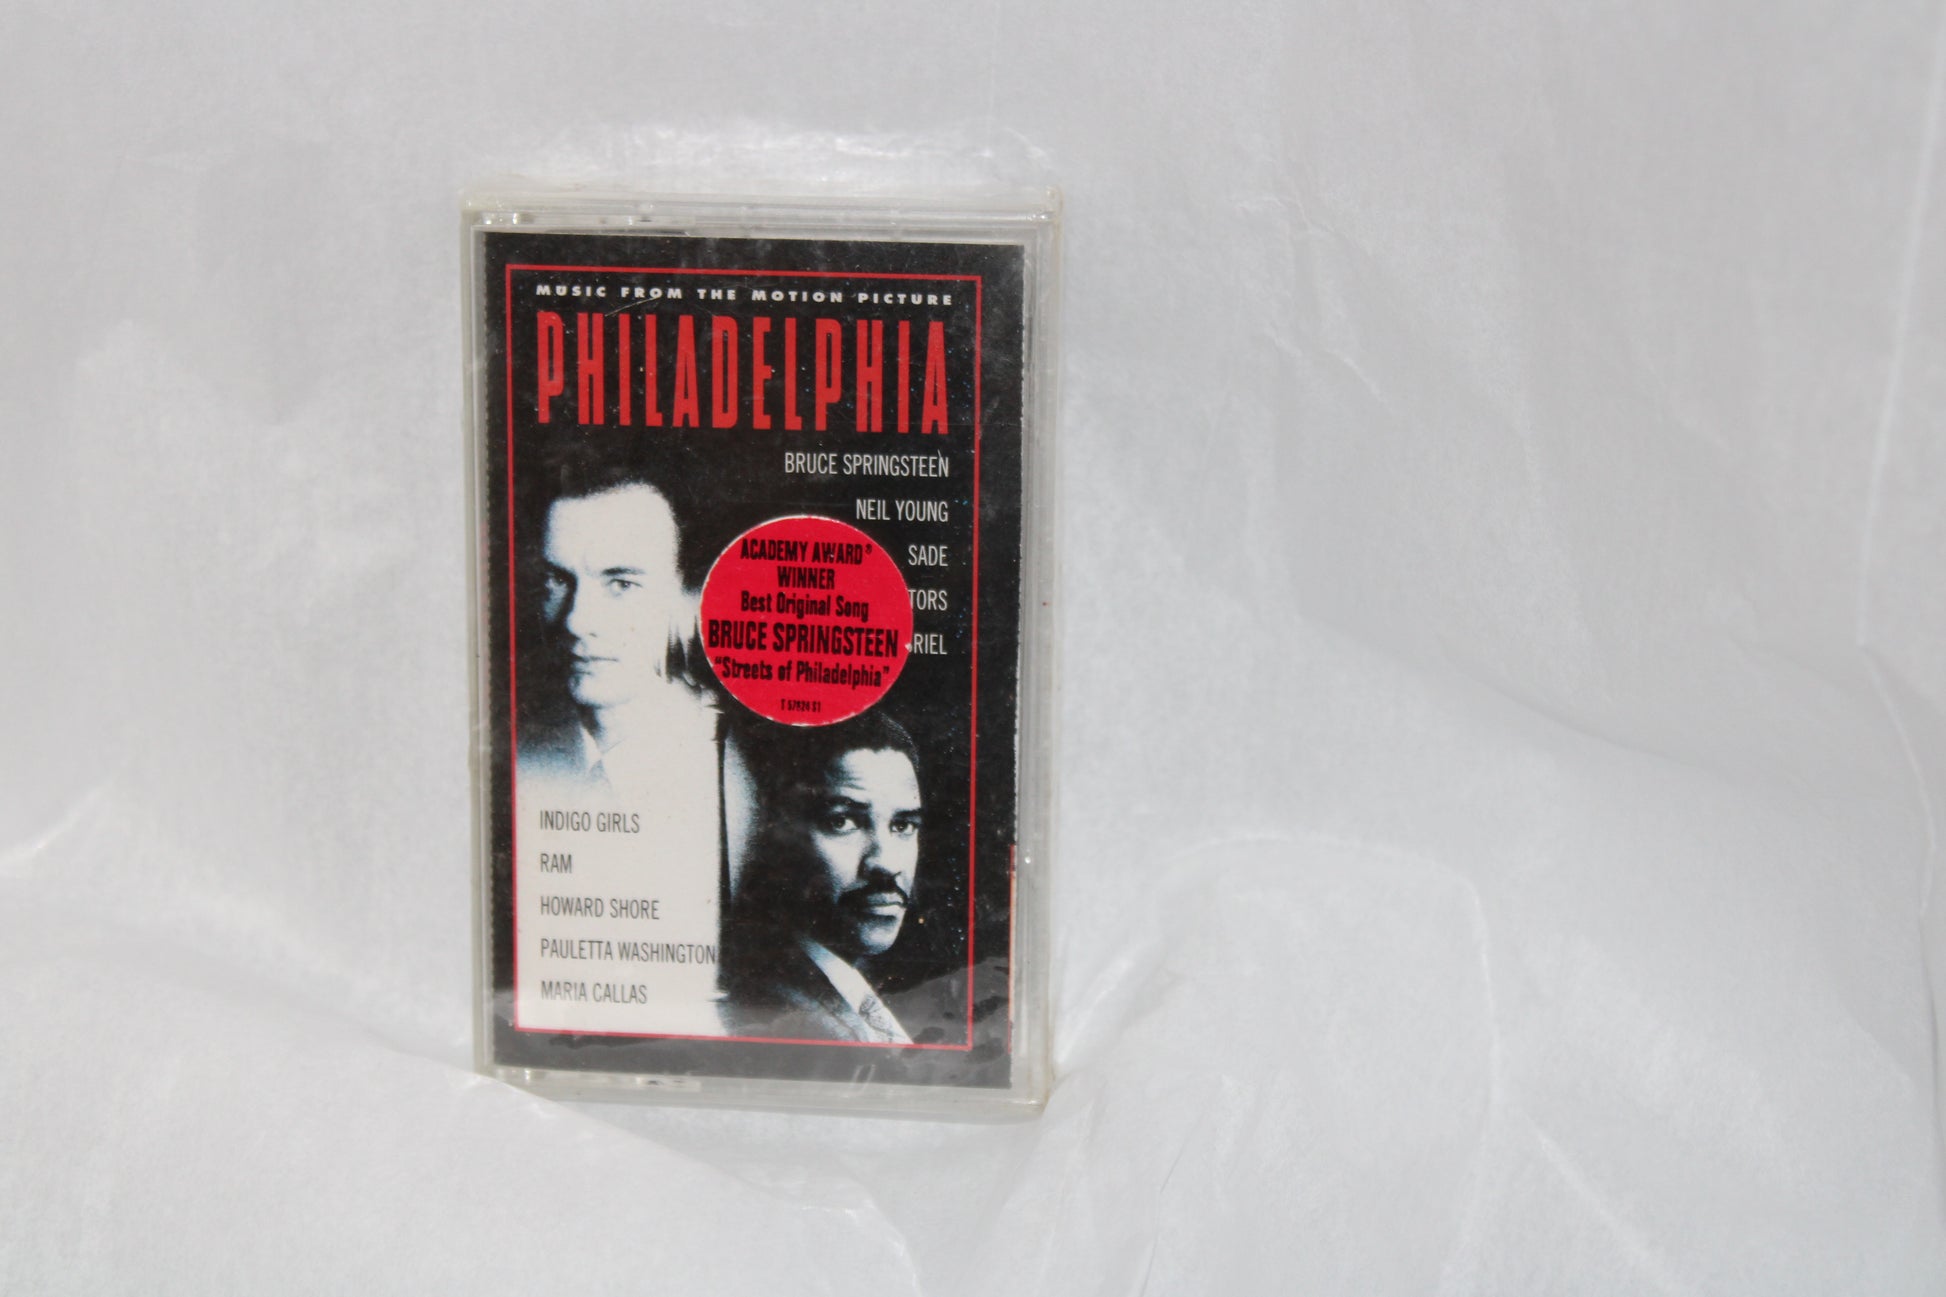 MUSIC FROM THE MOTION PICTURE
PHILADELPHIA
BRUCE SPRINGSTEEN
NEIL YOUNG
SADE
TORS
RIEL
ACADEMY AWARD®
WINNER
Best Original Song
BRUCE SPRINGSTEEN
"Streets of Philadelphia"
INDIGO GIRLS
RAM
HOWARD SHORE
PAULETTA WASHINGTON
MARIA CALLAS